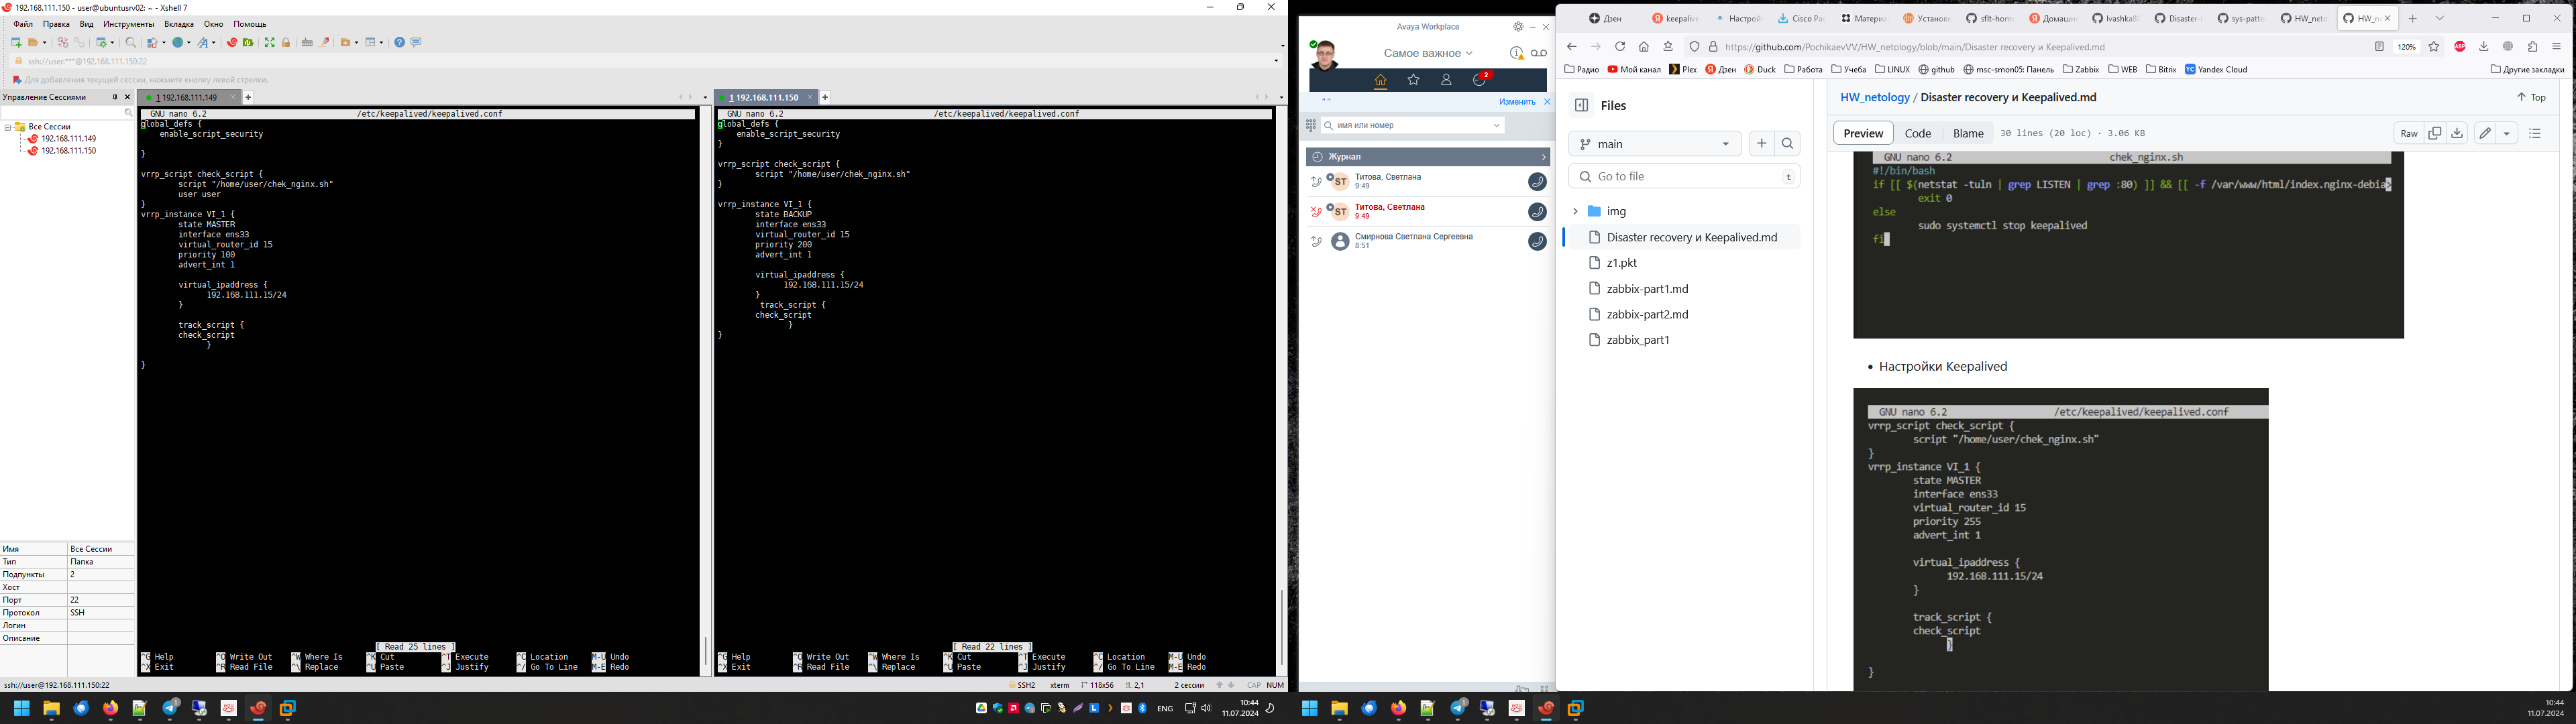 192.168.111.150 - user@ubuntusrv02: ~ - Xshell 7
Файл Правка Вид Инструменты Вкладка Окно Помощь
ssh://user:***@192.168.111.150:22
Для добавления текущей сессии, нажмите кнопку левой стрелки.
Управление Сессиями
Все Сессии
192.168.111.149
192.168.111.150
Имя Все Сессии
Тип Папка
Подпункты 2
Хост
Порт 22
Протокол SSH
Логин
Описание
1 192.168.111.149
GNU nano 6.2 /etc/keepalived/keepalived.conf
global_defs {
enable_script_security
}
vrrp_script check_script {
script "/home/user/chek_nginx.sh"
user user
}
vrrp_instance VI_1 {
state MASTER
interface ens33
virtual_router_id 15
priority 100
advert_int 1
virtual_ipaddress {
192.168.111.15/24
}
track_script {
check_script
}
}
[ Read 25 lines ]
^G Help ^O Write Out ^W Where Is ^K Cut ^T Execute ^C Location M-U Undo
^X Exit ^R Read File ^\ Replace ^U Paste ^J Justify ^/ Go To Line M-E Redo
1 192.168.111.150
GNU nano 6.2 /etc/keepalived/keepalived.conf
global_defs {
enable_script_security
}
vrrp_script check_script {
script "/home/user/chek_nginx.sh"
}
vrrp_instance VI_1 {
state BACKUP
interface ens33
virtual_router_id 15
priority 200
advert_int 1
virtual_ipaddress {
192.168.111.15/24
}
track_script {
check_script
}
}
[ Read 22 lines ]
^G Help ^O Write Out ^W Where Is ^K Cut ^T Execute ^C Location M-U Undo
^X Exit ^R Read File ^\ Replace ^U Paste ^J Justify ^/ Go To Line M-E Redo
ssh://user@192.168.111.150:22 SSH2 xterm 118x56 2,1 2 сессии CAP NUM
ENG 10:44
11.07.2024
Avaya Workplace
Самое важное
2
" "
Изменить
имя или номер
Журнал
ST Титова, Светлана
9:49
ST Титова, Светлана
9:49
Смирнова Светлана Сергеевна
8:51
Дзен keepalive Настрой Cisco Pac Материа Установк sflt-home Домашн Ivashka80 Disaster- sys-patte HW_neto HW_n
https://github.com/PochikaevVV/HW_netology/blob/main/Disaster recovery и Keepalived.md 120%
Радио Мой канал Plex Дзен Duck Работа Учеба LINUX github msc-smon05: Панель Zabbix WEB Bitrix Yandex Cloud Другие закладки
Files
main
Go to file t
img
Disaster recovery и Keepalived.md
z1.pkt
zabbix-part1.md
zabbix-part2.md
zabbix_part1
HW_netology / Disaster recovery и Keepalived.md Top
Preview Code Blame 30 lines (20 loc) · 3.06 KB Raw
GNU nano 6.2 chek_nginx.sh
#!/bin/bash
if [[ $(netstat -tuln | grep LISTEN | grep :80) ]] && [[ -f /var/www/html/index.nginx-debia>
exit 0
else
sudo systemctl stop keepalived
fi
Настройки Keepalived
GNU nano 6.2 /etc/keepalived/keepalived.conf
vrrp_script check_script {
script "/home/user/chek_nginx.sh"
}
vrrp_instance VI_1 {
state MASTER
interface ens33
virtual_router_id 15
priority 255
advert_int 1
virtual_ipaddress {
192.168.111.15/24
}
track_script {
check_script
}
}
10:44
11.07.2024